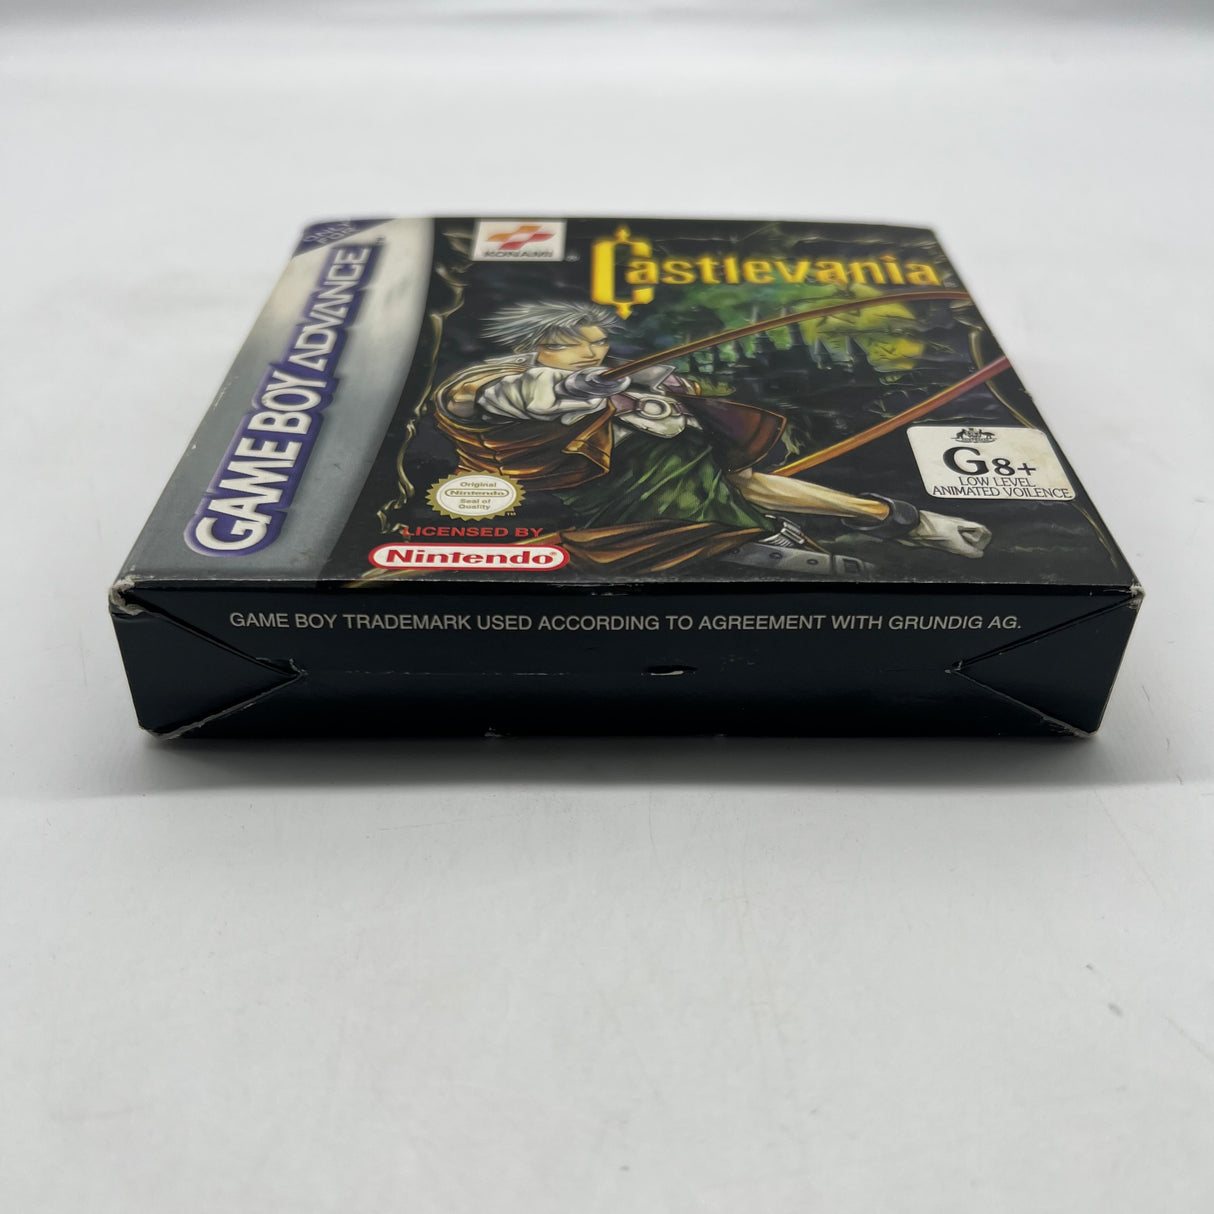 GAME BOY ADVANCE
KONAMI
Castlevania
G8+
LOW LEVEL
ANIMATED VOILENCE
Original
Nintendo
Seal of
Quality
TM
LICENSED BY
Nintendo
GAME BOY TRADEMARK USED ACCORDING TO AGREEMENT WITH GRUNDIG AG.